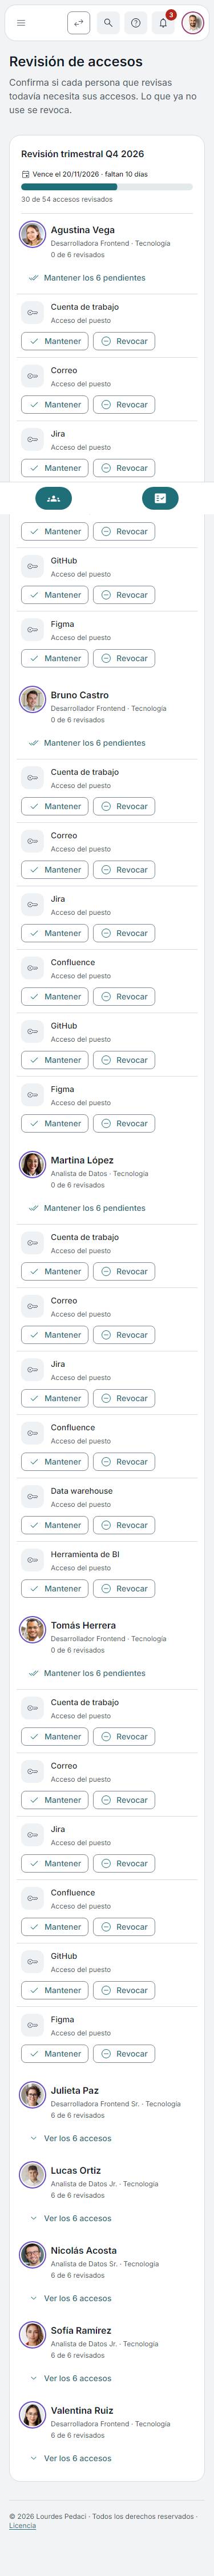 3
Revisión de accesos
Confirma si cada persona que revisas
todavía necesita sus accesos. Lo que ya no
use se revoca.
Revisión trimestral Q4 2026
Vence el 20/11/2026 · faltan 10 días
30 de 54 accesos revisados
Agustina Vega
Desarrolladora Frontend · Tecnología
0 de 6 revisados
Mantener los 6 pendientes
Cuenta de trabajo
Acceso del puesto
Mantener Revocar
Correo
Acceso del puesto
Mantener Revocar
Jira
Acceso del puesto
Mantener Revocar
Mantener Revocar
GitHub
Acceso del puesto
Mantener Revocar
Figma
Acceso del puesto
Mantener Revocar
Bruno Castro
Desarrollador Frontend · Tecnología
0 de 6 revisados
Mantener los 6 pendientes
Cuenta de trabajo
Acceso del puesto
Mantener Revocar
Correo
Acceso del puesto
Mantener Revocar
Jira
Acceso del puesto
Mantener Revocar
Confluence
Acceso del puesto
Mantener Revocar
GitHub
Acceso del puesto
Mantener Revocar
Figma
Acceso del puesto
Mantener Revocar
Martina López
Analista de Datos · Tecnología
0 de 6 revisados
Mantener los 6 pendientes
Cuenta de trabajo
Acceso del puesto
Mantener Revocar
Correo
Acceso del puesto
Mantener Revocar
Jira
Acceso del puesto
Mantener Revocar
Confluence
Acceso del puesto
Mantener Revocar
Data warehouse
Acceso del puesto
Mantener Revocar
Herramienta de BI
Acceso del puesto
Mantener Revocar
Tomás Herrera
Desarrollador Frontend · Tecnología
0 de 6 revisados
Mantener los 6 pendientes
Cuenta de trabajo
Acceso del puesto
Mantener Revocar
Correo
Acceso del puesto
Mantener Revocar
Jira
Acceso del puesto
Mantener Revocar
Confluence
Acceso del puesto
Mantener Revocar
GitHub
Acceso del puesto
Mantener Revocar
Figma
Acceso del puesto
Mantener Revocar
Julieta Paz
Desarrolladora Frontend Sr. · Tecnología
6 de 6 revisados
Ver los 6 accesos
Lucas Ortiz
Analista de Datos Jr. · Tecnología
6 de 6 revisados
Ver los 6 accesos
Nicolás Acosta
Analista de Datos Sr. · Tecnología
6 de 6 revisados
Ver los 6 accesos
Sofía Ramírez
Analista de Datos Jr. · Tecnología
6 de 6 revisados
Ver los 6 accesos
Valentina Ruiz
Desarrolladora Frontend · Tecnología
6 de 6 revisados
Ver los 6 accesos
© 2026 Lourdes Pedaci · Todos los derechos reservados ·
Licencia